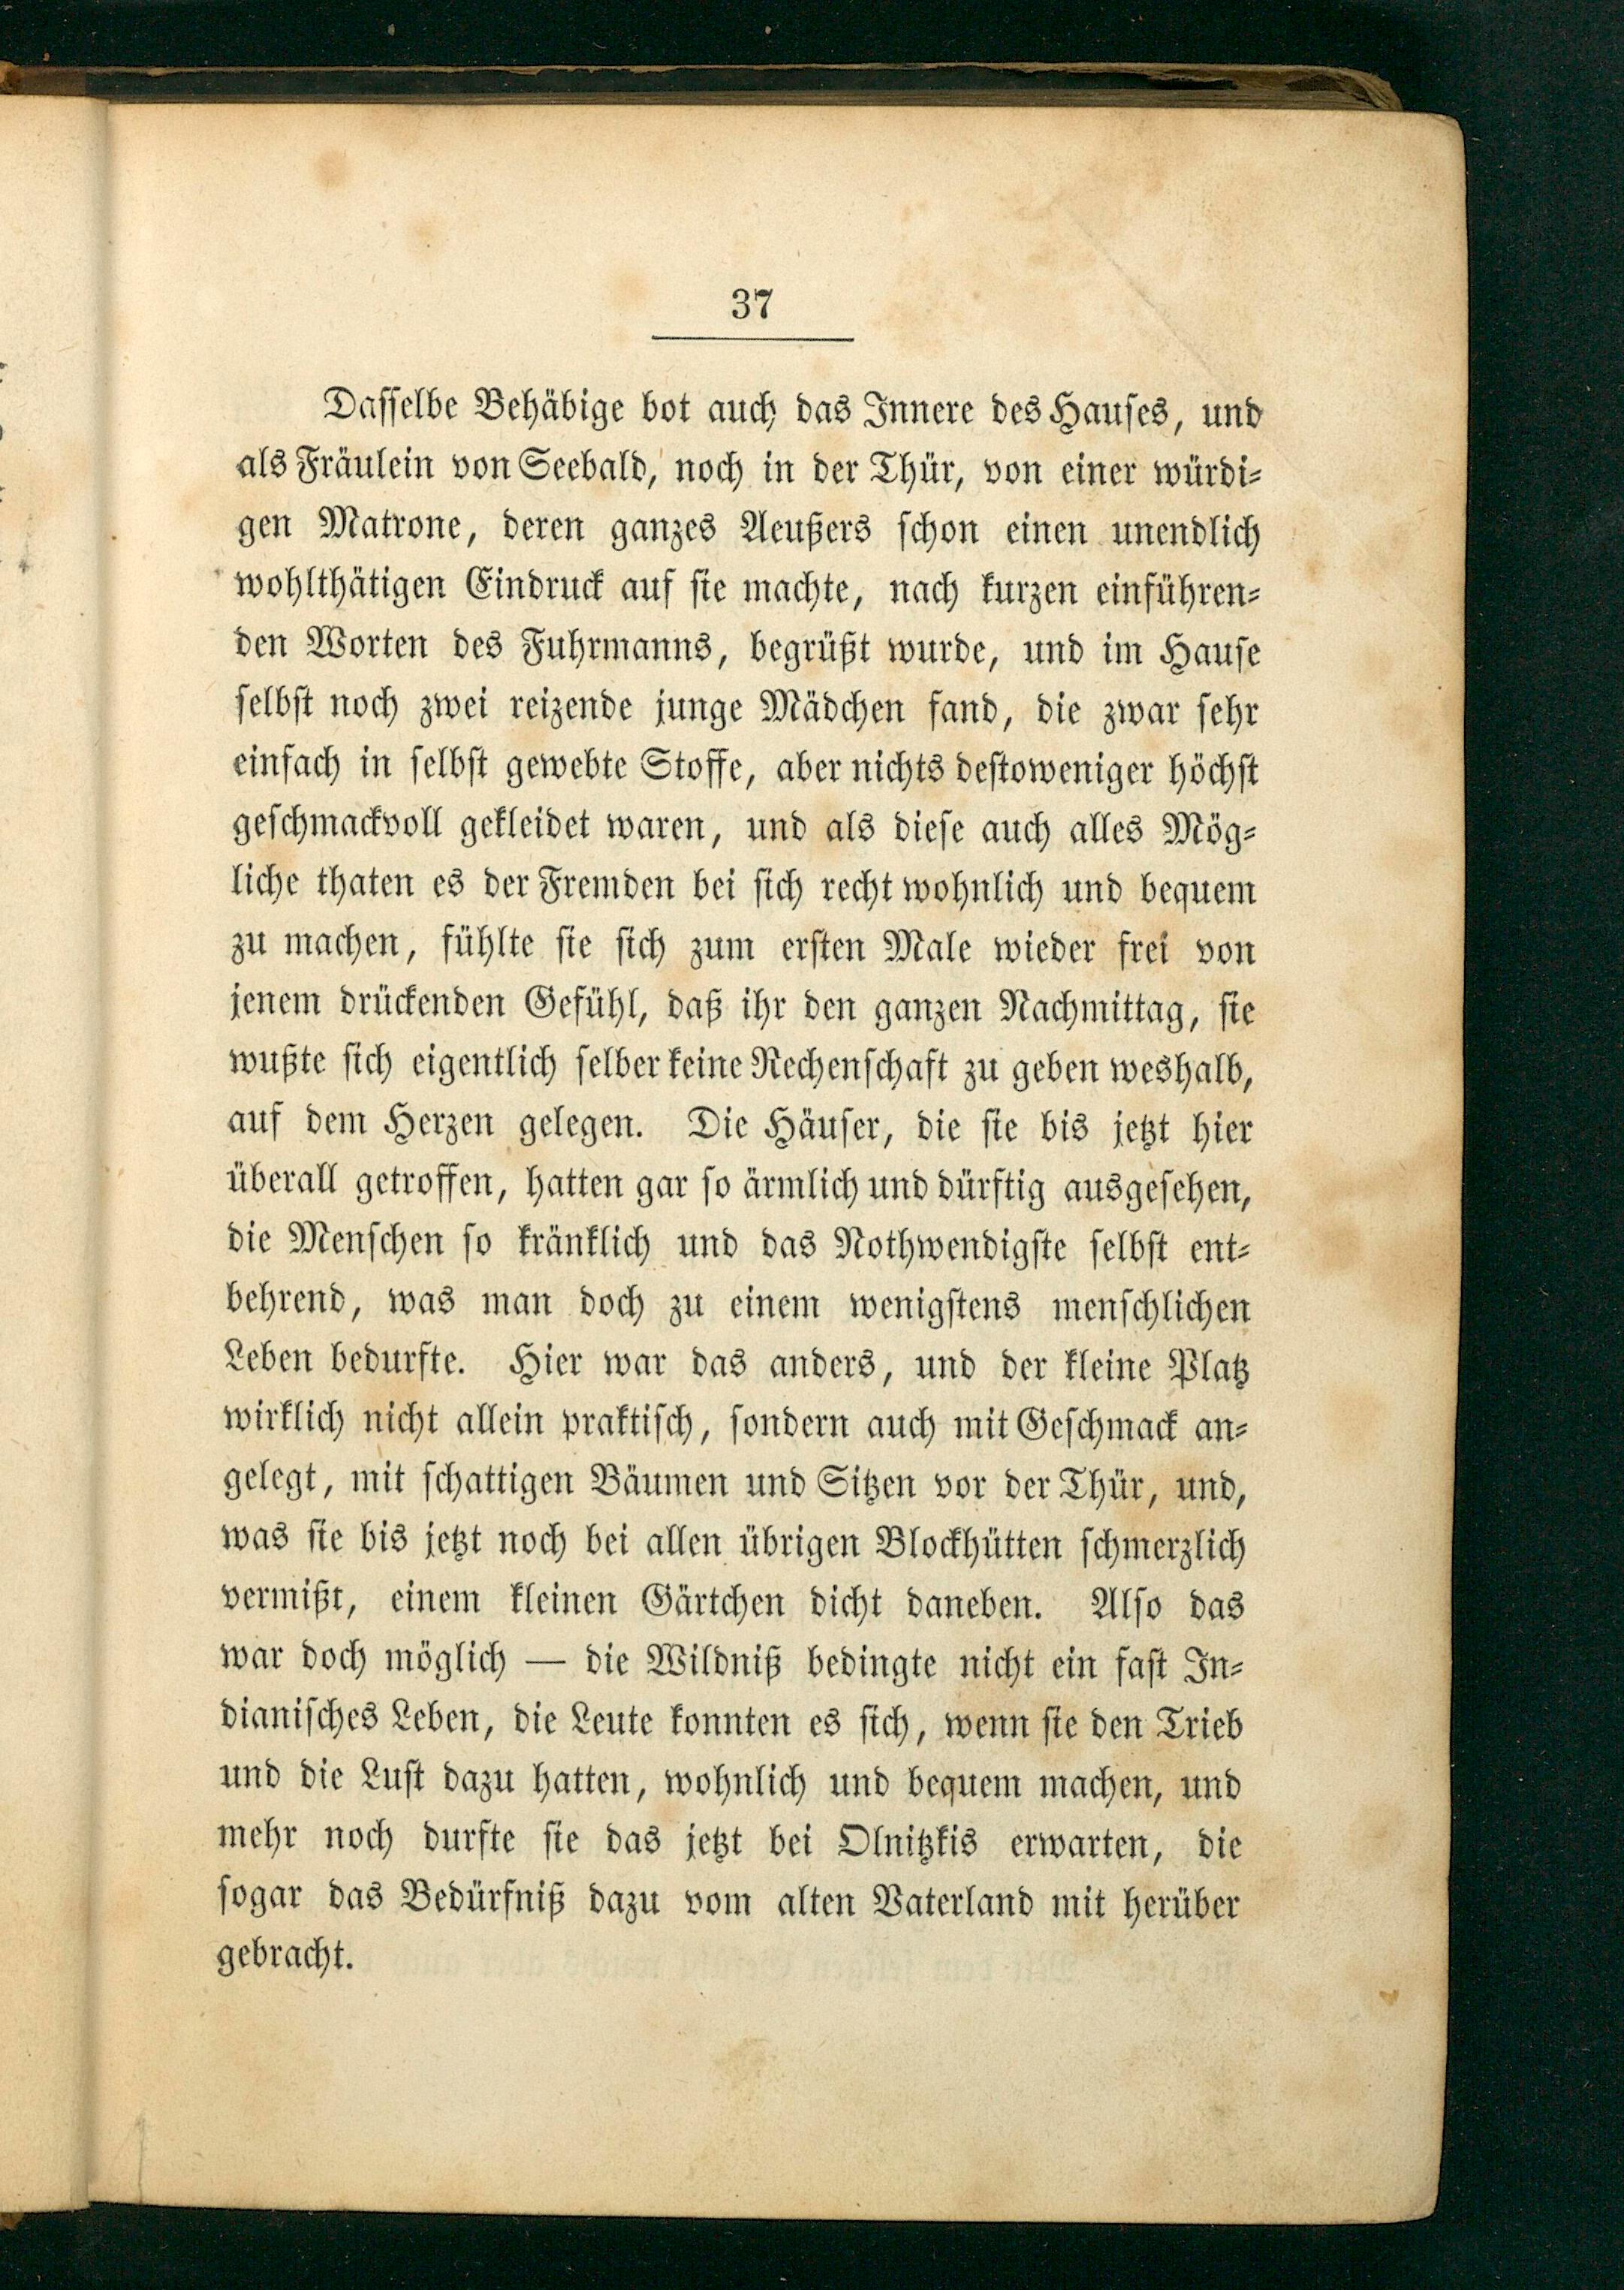 37
Dasselbe Behäbige bot auch das Innere des Hauses, und
als Fräulein von Seebald, noch in der Thür, von einer würdi-
gen Matrone, deren ganzes Aeußers schon einen unendlich
wohlthätigen Eindruck auf sie machte, nach kurzen einführen-
den Worten des Fuhrmanns, begrüßt wurde, und im Hause
selbst noch zwei reizende junge Mädchen fand, die zwar sehr
einfach in selbst gewebte Stoffe, aber nichts destoweniger höchst
geschmackvoll gekleidet waren, und als diese auch alles Mög-
liche thaten es der Fremden bei sich recht wohnlich und bequem
zu machen, fühlte sie sich zum ersten Male wieder frei von
jenem drückenden Gefühl, daß ihr den ganzen Nachmittag, sie
wußte sich eigentlich selber keine Rechenschaft zu geben weshalb,
auf dem Herzen gelegen. Die Häuser, die sie bis jetzt hier
überall getroffen, hatten gar so ärmlich und dürftig ausgesehen,
die Menschen so kränklich und das Nothwendigste selbst ent-
behrend, was man doch zu einem wenigstens menschlichen
Leben bedurfte. Hier war das anders, und der kleine Platz
wirklich nicht allein praktisch, sondern auch mit Geschmack an-
gelegt, mit schattigen Bäumen und Sitzen vor der Thür, und,
was sie bis jetzt noch bei allen übrigen Blockhütten schmerzlich
vermißt, einem kleinen Gärtchen dicht daneben. Also das
war doch möglich — die Wildniß bedingte nicht ein fast In-
dianisches Leben, die Leute konnten es sich, wenn sie den Trieb
und die Lust dazu hatten, wohnlich und bequem machen, und
mehr noch durfte sie das jetzt bei Olnitzkis erwarten, die
sogar das Bedürfniß dazu vom alten Vaterland mit herüber
gebracht.